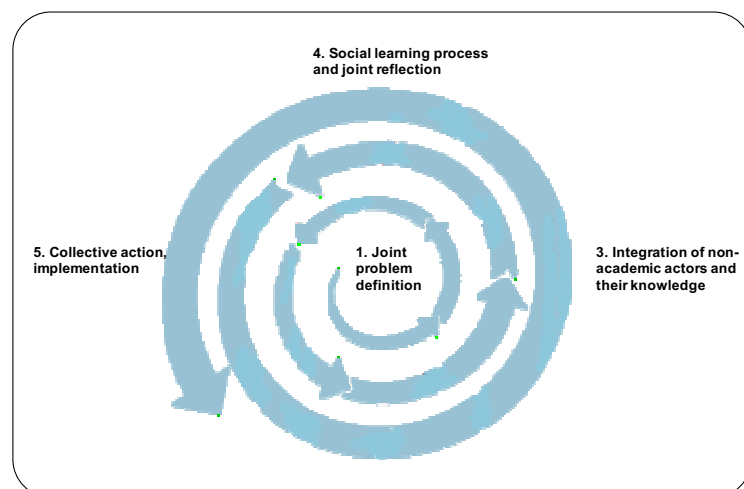 4. Social learning process
and joint reflection
5. Collective action,
implementation
1. Joint
problem
definition
3. Integration of non-
academic actors and
their knowledge